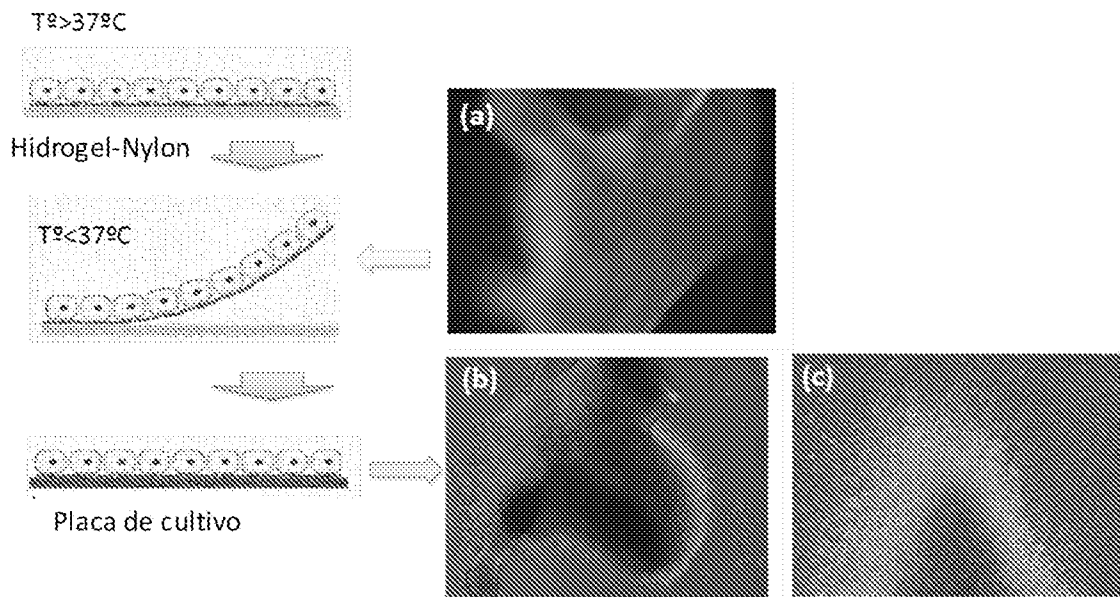 Tº>37ºC
(a)
Hidrogel-Nylon
Tº<37ºC
(b)
(c)
Placa de cultivo